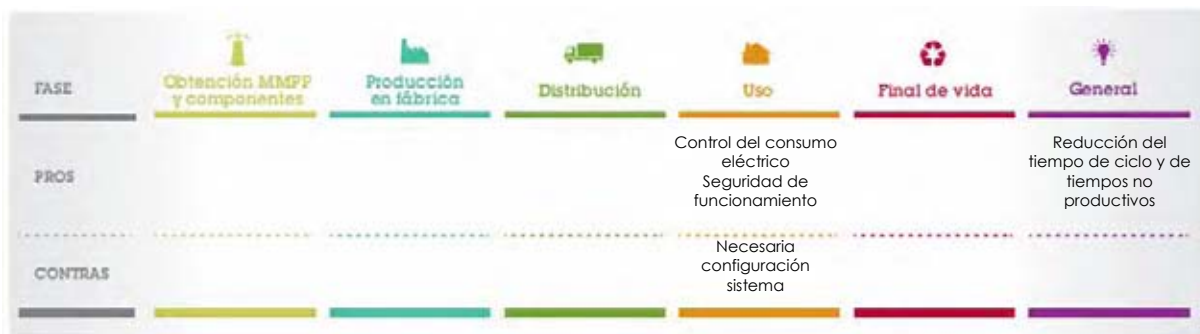 FASE
Obtención MMPP
y componentes
Producción
en fábrica
Distribución
Uso
Final de vida
General
PROS
Control del consumo
eléctrico
Seguridad de
funcionamiento
Reducción del
tiempo de ciclo y de
tiempos no
productivos
CONTRAS
Necesaria
configuración
sistema